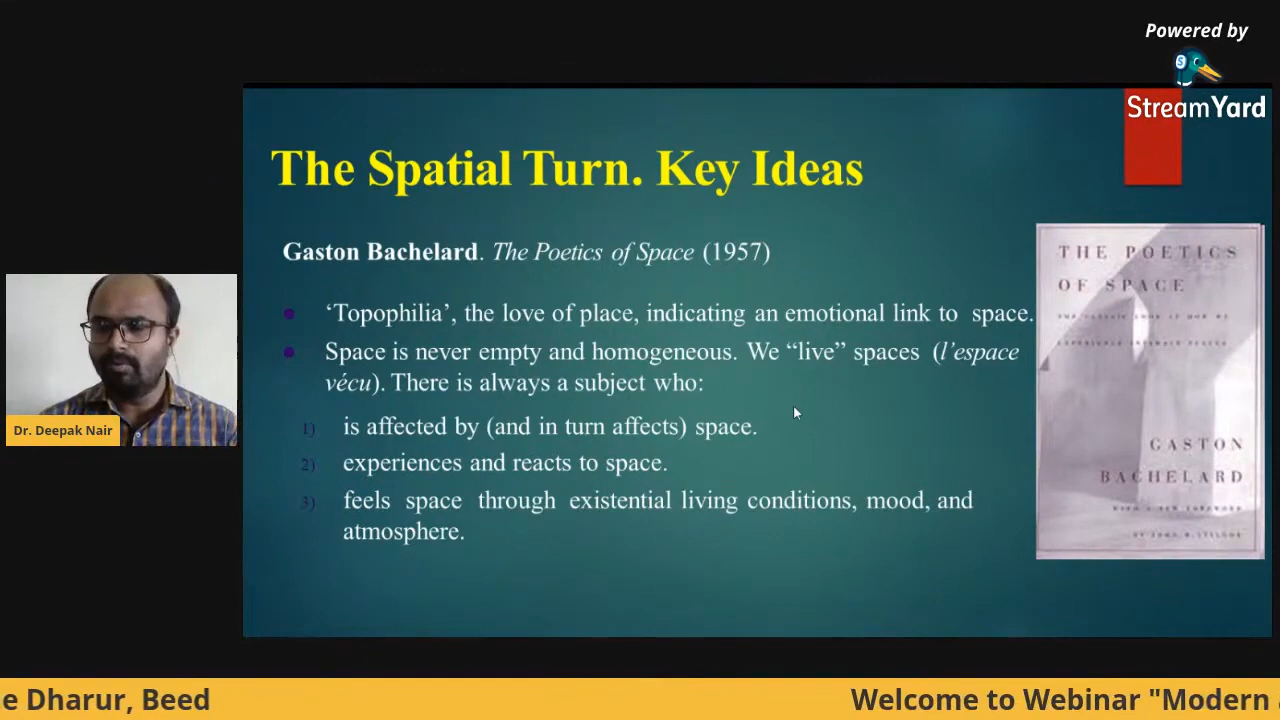 Powered by
StreamYard
The Spatial Turn. Key Ideas
Gaston Bachelard. The Poetics of Space (1957)
‘Topophilia’, the love of place, indicating an emotional link to space.
Space is never empty and homogeneous. We “live” spaces (l’espace
vécu). There is always a subject who:
1) is affected by (and in turn affects) space.
2) experiences and reacts to space.
3) feels space through existential living conditions, mood, and
atmosphere.
THE POETICS
OF SPACE
GASTON
BACHELARD
Dr. Deepak Nair
e Dharur, Beed
Welcome to Webinar "Modern